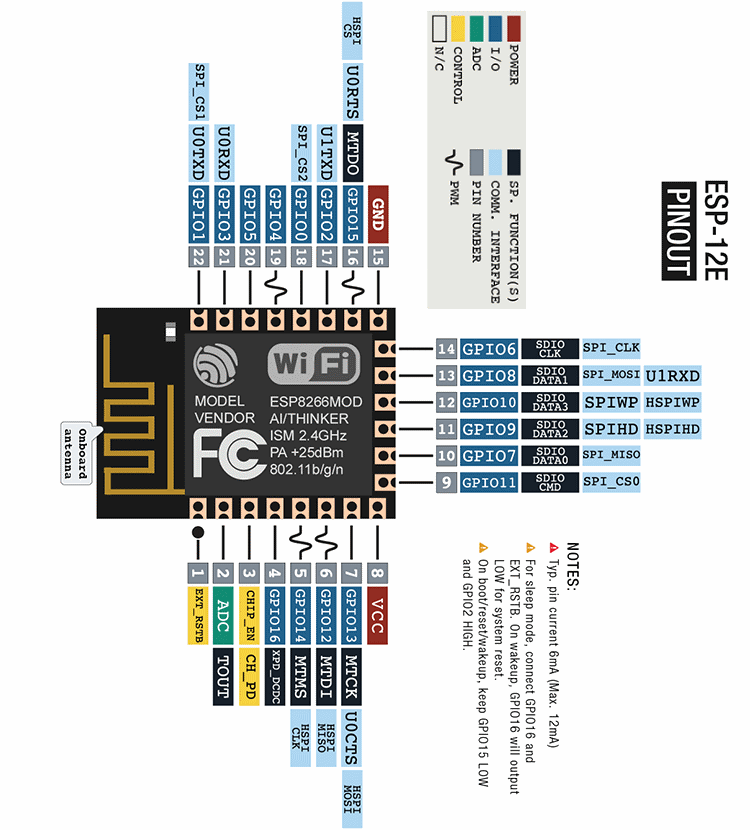 ESP-12E
PINOUT
POWER
I/O
ADC
CONTROL
N/C
SP. FUNCTION(S)
COMM. INTERFACE
PIN NUMBER
PWM
SPI_CS1 U0TXD GPIO1 22
U0RXD GPIO3 21
GPIO5 20
GPIO4 19
SPI_CS2 GPIO0 18
U1TXD GPIO2 17
HSPI CS U0RTS MTDO GPIO15 16
GND 15
14 GPIO6 SDIO CLK SPI_CLK
13 GPIO8 SDIO DATA1 SPI_MOSI U1RXD
12 GPIO10 SDIO DATA3 SPIWP HSPIWP
11 GPIO9 SDIO DATA2 SPIHD HSPIHD
10 GPIO7 SDIO DATA0 SPI_MISO
9 GPIO11 SDIO CMD SPI_CS0
WiFi
MODEL ESP8266MOD
VENDOR AI/THINKER
ISM 2.4GHz
PA +25dBm
802.11b/g/n
FC
onboard
antenna
1 EXT_RSTB
2 ADC TOUT
3 CHIP_EN CH_PD
4 GPIO16 XPD_DCDC
5 GPIO14 MTMS HSPI CLK
6 GPIO12 MTDI HSPI MISO
7 GPIO13 MTCK U0CTS HSPI MOSI
8 VCC
NOTES:
Typ. pin current 6mA (Max. 12mA)
For sleep mode, connect GPIO16 and
EXT_RSTB. On wakeup, GPIO16 will output
LOW for system reset.
On boot/reset/wakeup, keep GPIO15 LOW
and GPIO2 HIGH.